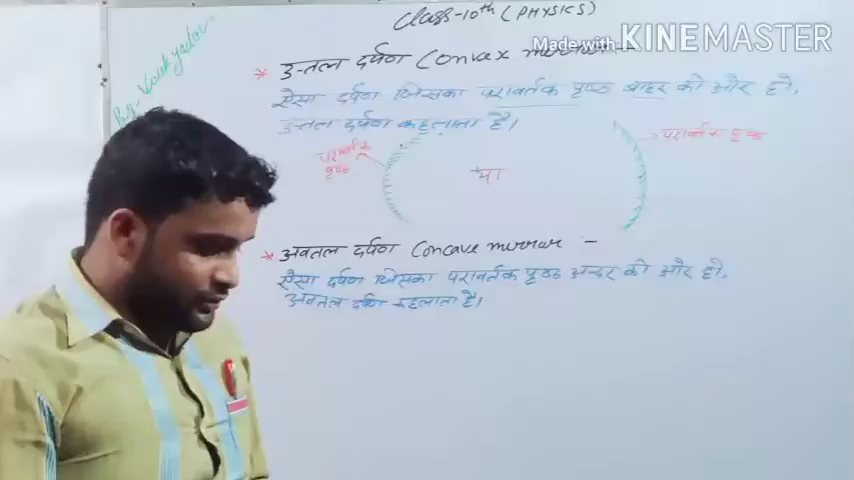 Class-10th (PHYSICS)
Made with KINEMASTER
* उत्तल दर्पण Convex mirror :-
ऐसा दर्पण जिसका परावर्तक पृष्ठ बाहर की ओर हो,
उत्तल दर्पण कहलाता है।
परावर्तक पृष्ठ
या
परावर्तक पृष्ठ
* अवतल दर्पण Concave mirror :-
ऐसा दर्पण जिसका परावर्तक पृष्ठ अन्दर की ओर हो,
अवतल दर्पण कहलाता है।